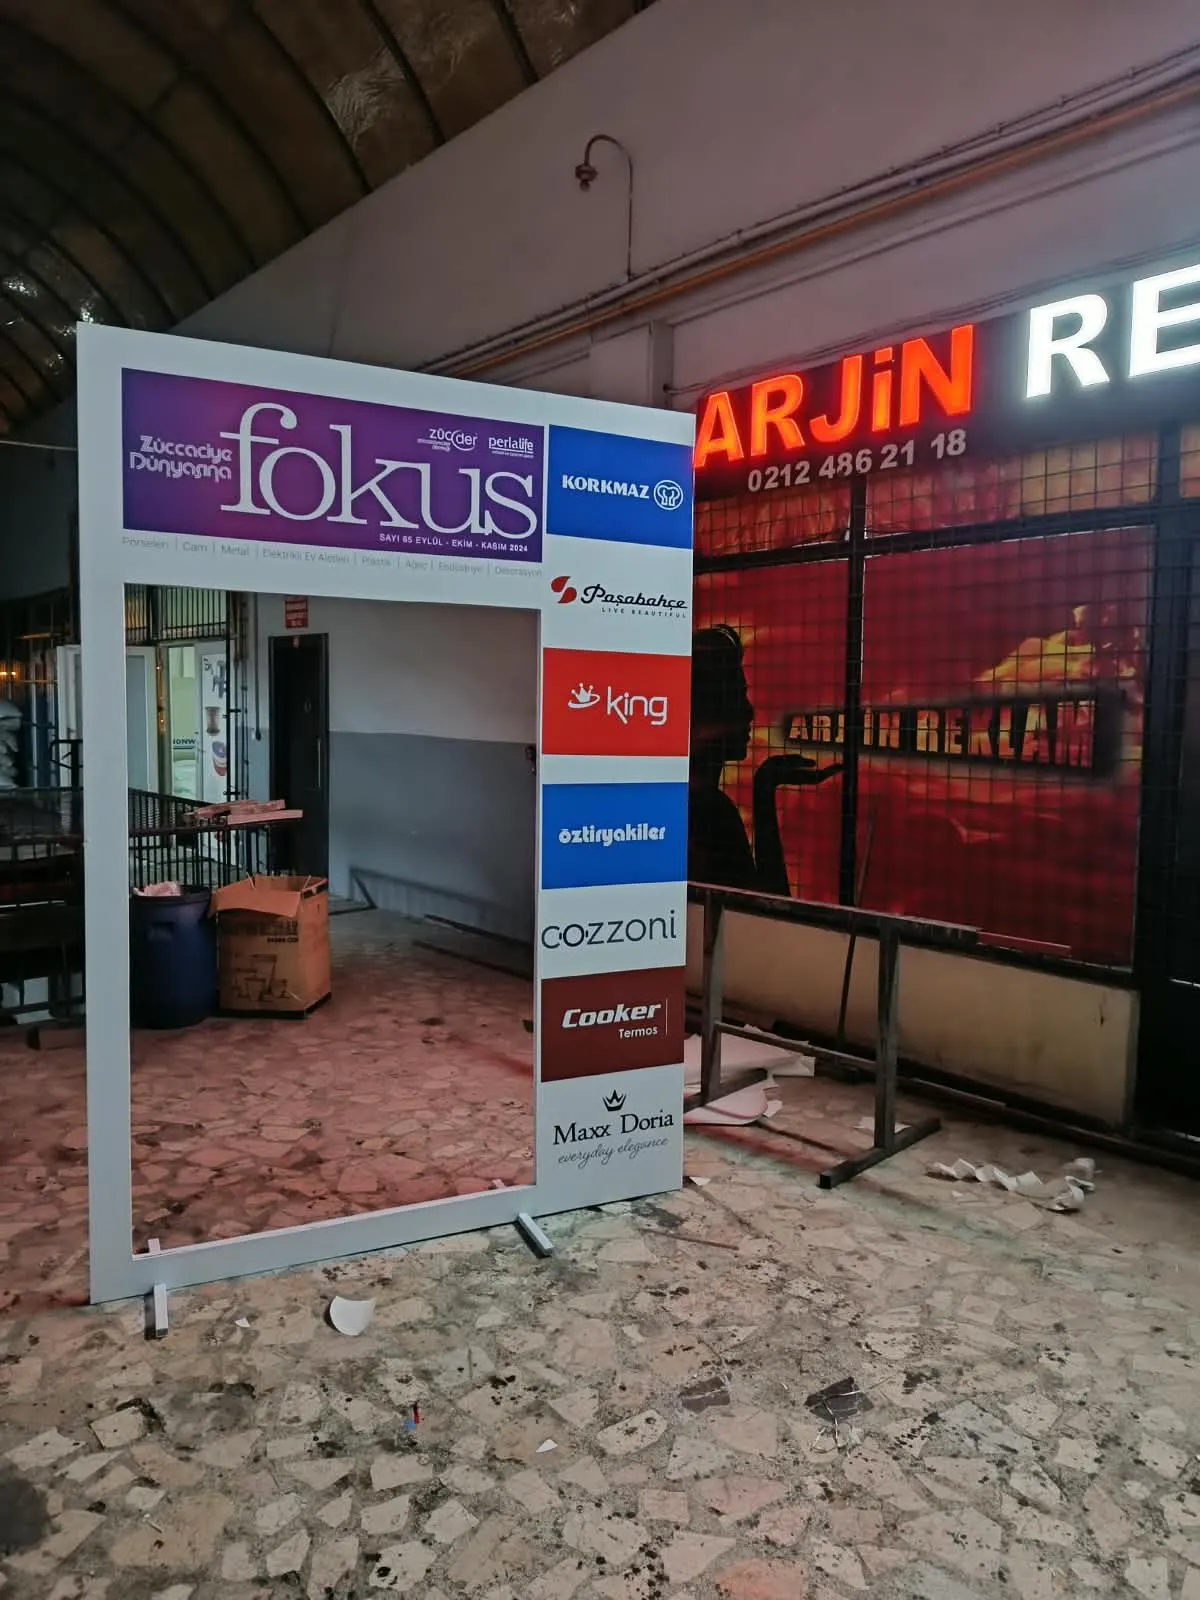 Züccaciye
Dünyasına
fokus
züccder
perlalife
SAYI 65 EYLÜL - EKİM - KASIM 2024
Porselen | Cam | Metal | Elektrikli Ev Aletleri | Plastik | Ağaç | Endüstriyel | Dekorasyon
KORKMAZ
Paşabahçe
LIVE BEAUTIFUL
king
öztiryakiler
cozzoni
Cooker
Termos
Maxx Doria
everyday elegance
ARJiN RE
0212 486 21 18
ARJİN REKLAM